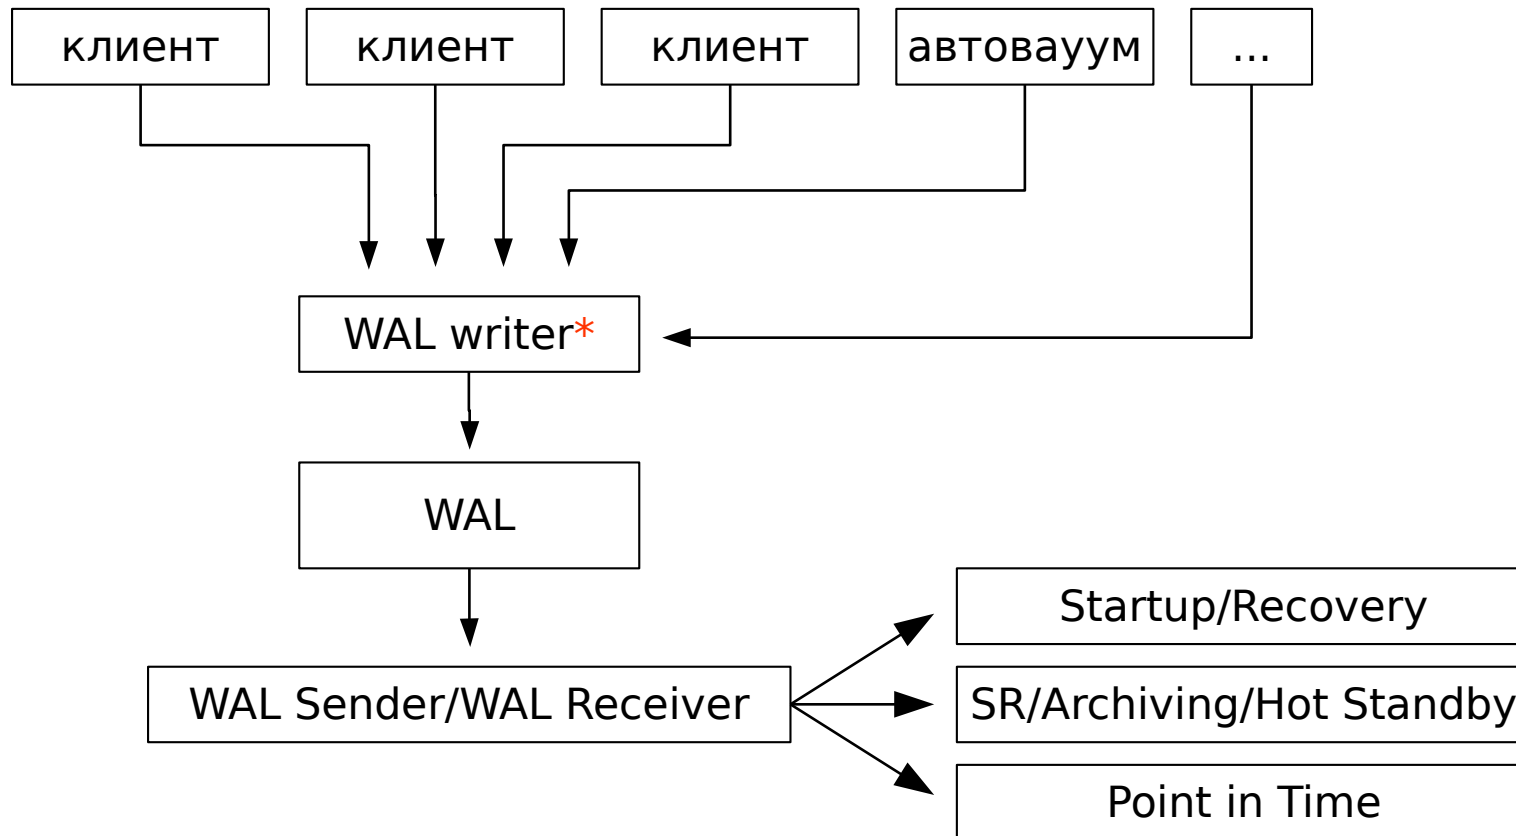 клиент
клиент
клиент
автовауум
...
WAL writer*
WAL
Startup/Recovery
WAL Sender/WAL Receiver
SR/Archiving/Hot Standby
Point in Time